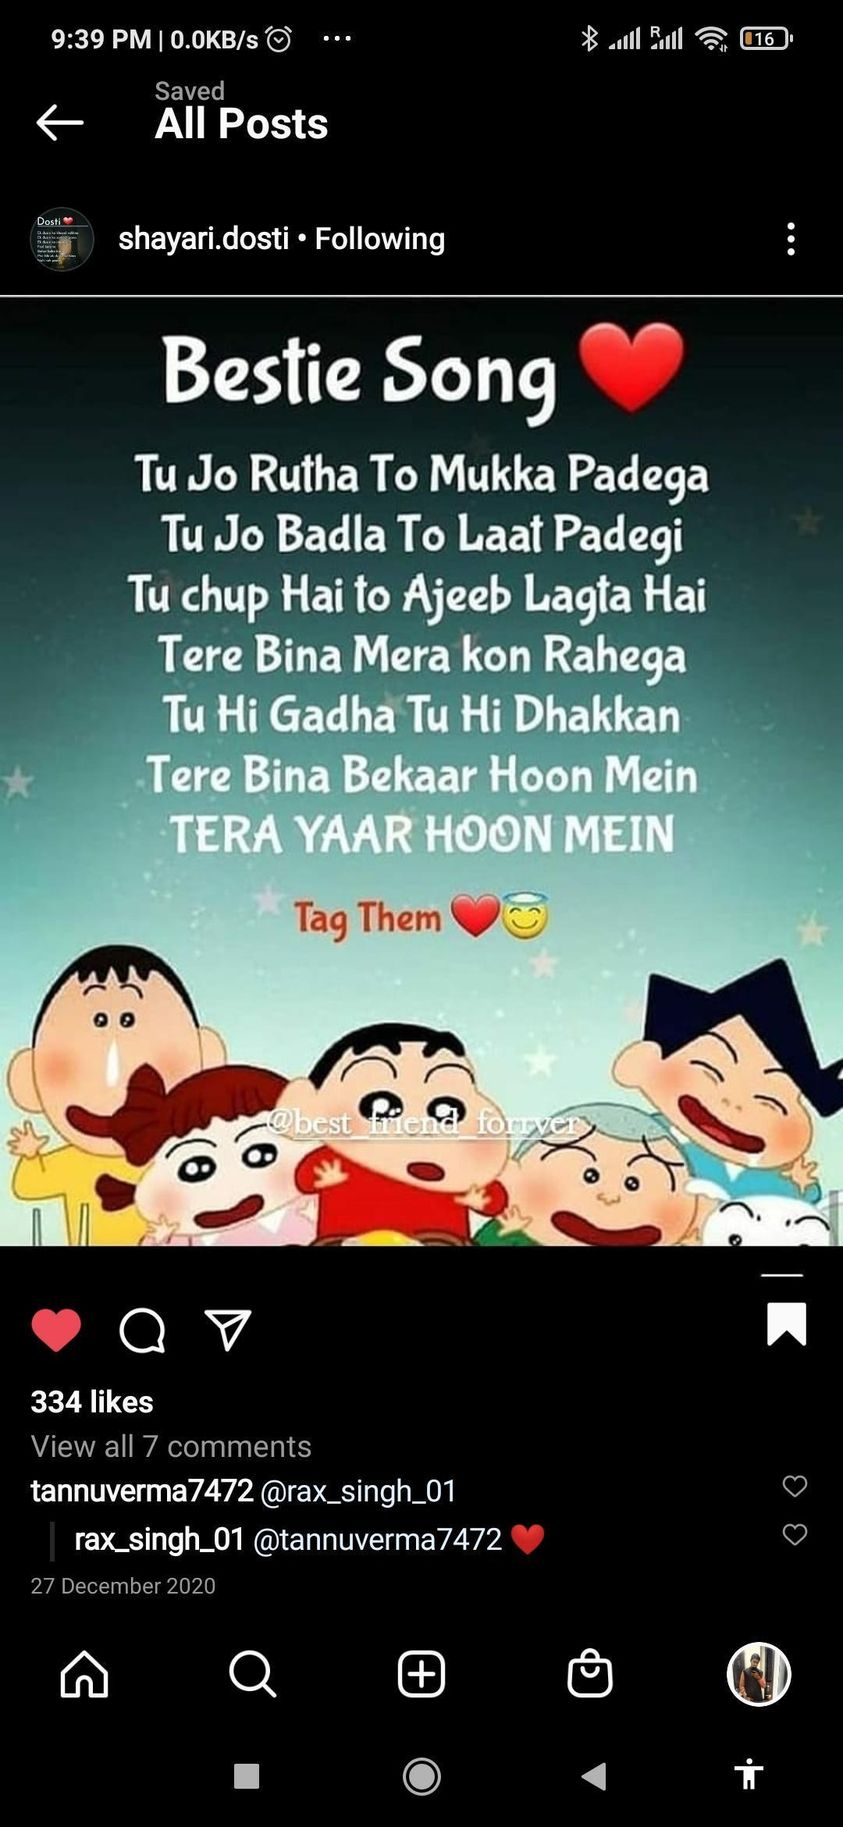 9:39 PM | 0.0KB/s ...
R 16
Saved
All Posts
Dosti ❤️
shayari.dosti • Following
Bestie Song ❤️
Tu Jo Rutha To Mukka Padega
Tu Jo Badla To Laat Padegi
Tu chup Hai to Ajeeb Lagta Hai
Tere Bina Mera kon Rahega
Tu Hi Gadha Tu Hi Dhakkan
Tere Bina Bekaar Hoon Mein
TERA YAAR HOON MEIN
Tag Them ❤️😇
@best_friend_forrver
334 likes
View all 7 comments
tannuverma7472 @rax_singh_01
rax_singh_01 @tannuverma7472 ❤️
27 December 2020